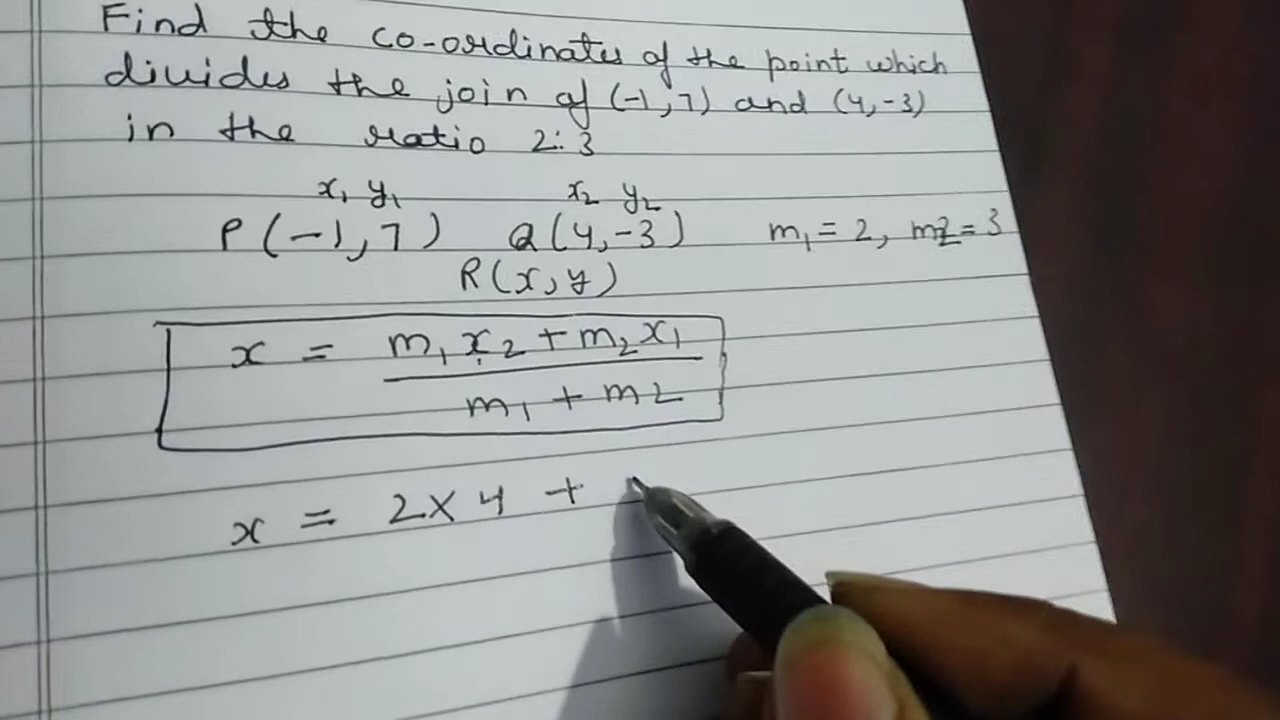 Find the co-ordinates of the point which
divides the join of (-1, 7) and (4, -3)
in the ratio 2:3
x₁ y₁ x₂ y₂
P(-1, 7) Q(4, -3) m₁ = 2, m2 = 3
R(x, y)
x = m₁x₂ + m₂x₁
m₁ + m2
x = 2×4 +